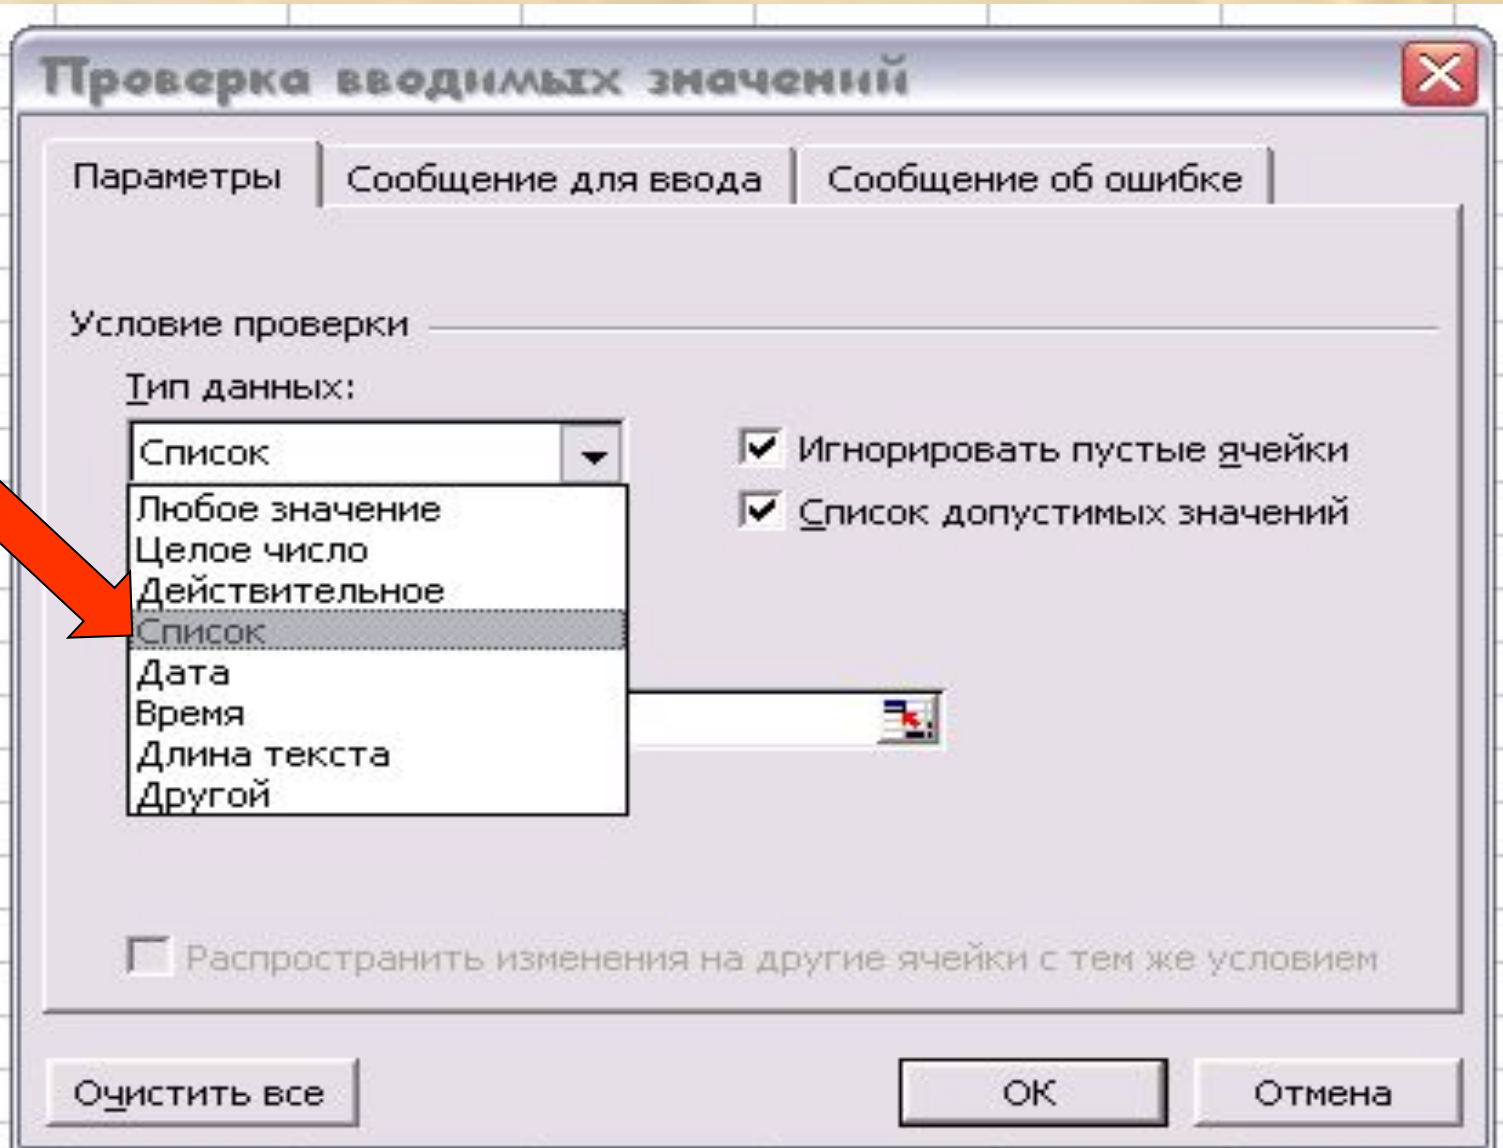 Проверка вводимых значений
Параметры
Сообщение для ввода
Сообщение об ошибке
Условие проверки
Тип данных:
Список
Игнорировать пустые ячейки
Список допустимых значений
Любое значение
Целое число
Действительное
Список
Дата
Время
Длина текста
Другой
Распространить изменения на другие ячейки с тем же условием
Очистить все
ОК
Отмена